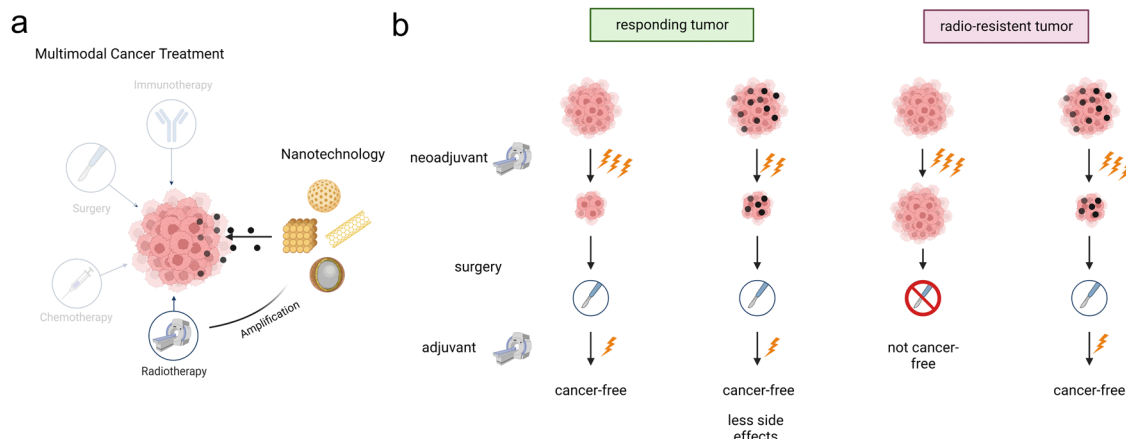 a
Multimodal Cancer Treatment
Immunotherapy
Nanotechnology
Surgery
Chemotherapy
Amplification
Radiotherapy
b
responding tumor
radio-resistent tumor
neoadjuvant
surgery
adjuvant
not cancer-
free
cancer-free
cancer-free
cancer-free
less side
effects